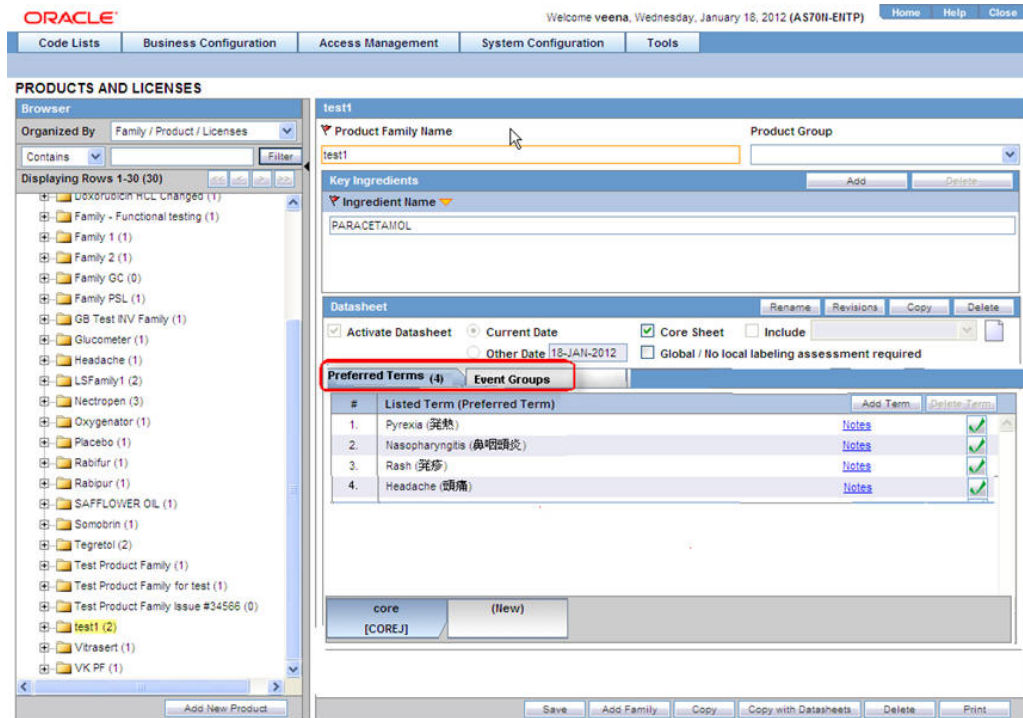 ORACLE
Welcome veena, Wednesday, January 18, 2012 (AS70N-ENTP)
Home Help Close
Code Lists Business Configuration Access Management System Configuration Tools
PRODUCTS AND LICENSES
Browser
Organized By Family / Product / Licenses
Contains Filter
Displaying Rows 1-30 (30)
Doxorubicin HCL Changed (1)
Family - Functional testing (1)
Family 1 (1)
Family 2 (1)
Family GC (0)
Family PSL (1)
GB Test INV Family (1)
Glucometer (1)
Headache (1)
LSFamily1 (2)
Nectropen (3)
Oxygenator (1)
Placebo (1)
Rabifur (1)
Rabipur (1)
SAFFLOWER OIL (1)
Somobrin (1)
Tegretol (2)
Test Product Family (1)
Test Product Family for test (1)
Test Product Family Issue #34566 (0)
test1 (2)
Vitrasert (1)
VK PF (1)
Add New Product
test1
Product Family Name Product Group
test1
Key Ingredients Add Delete
Ingredient Name
PARACETAMOL
Datasheet Rename Revisions Copy Delete
Activate Datasheet Current Date Core Sheet Include
Other Date 18-JAN-2012 Global / No local labeling assessment required
Preferred Terms (4) Event Groups
# Listed Term (Preferred Term) Add Term Delete Term
1. Pyrexia (発熱) Notes
2. Nasopharyngitis (鼻咽頭炎) Notes
3. Rash (発疹) Notes
4. Headache (頭痛) Notes
core (New)
[COREJ]
Save Add Family Copy Copy with Datasheets Delete Print